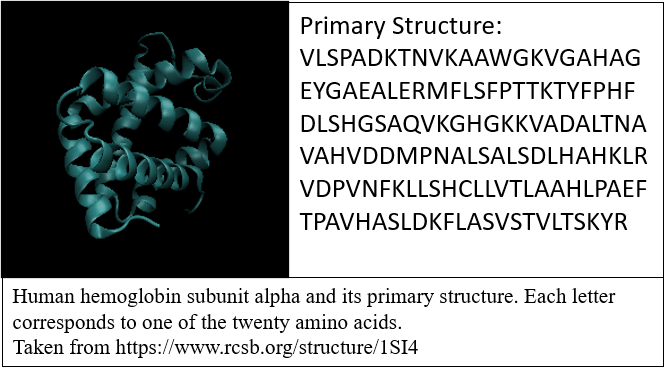 Primary Structure:
VLSPADKTNVKAAWGKVGAHAG
EYGAEALERMFLSFPTTKTYFPHF
DLSHGSAQVKGHGKKVADALTNA
VAHVDDMPNALSALSDLHAHKLR
VDPVNFKLLSHCLLVTLAAHLPAEF
TPAVHASLDKFLASVSTVLTSKYR
Human hemoglobin subunit alpha and its primary structure. Each letter
corresponds to one of the twenty amino acids.
Taken from https://www.rcsb.org/structure/1SI4